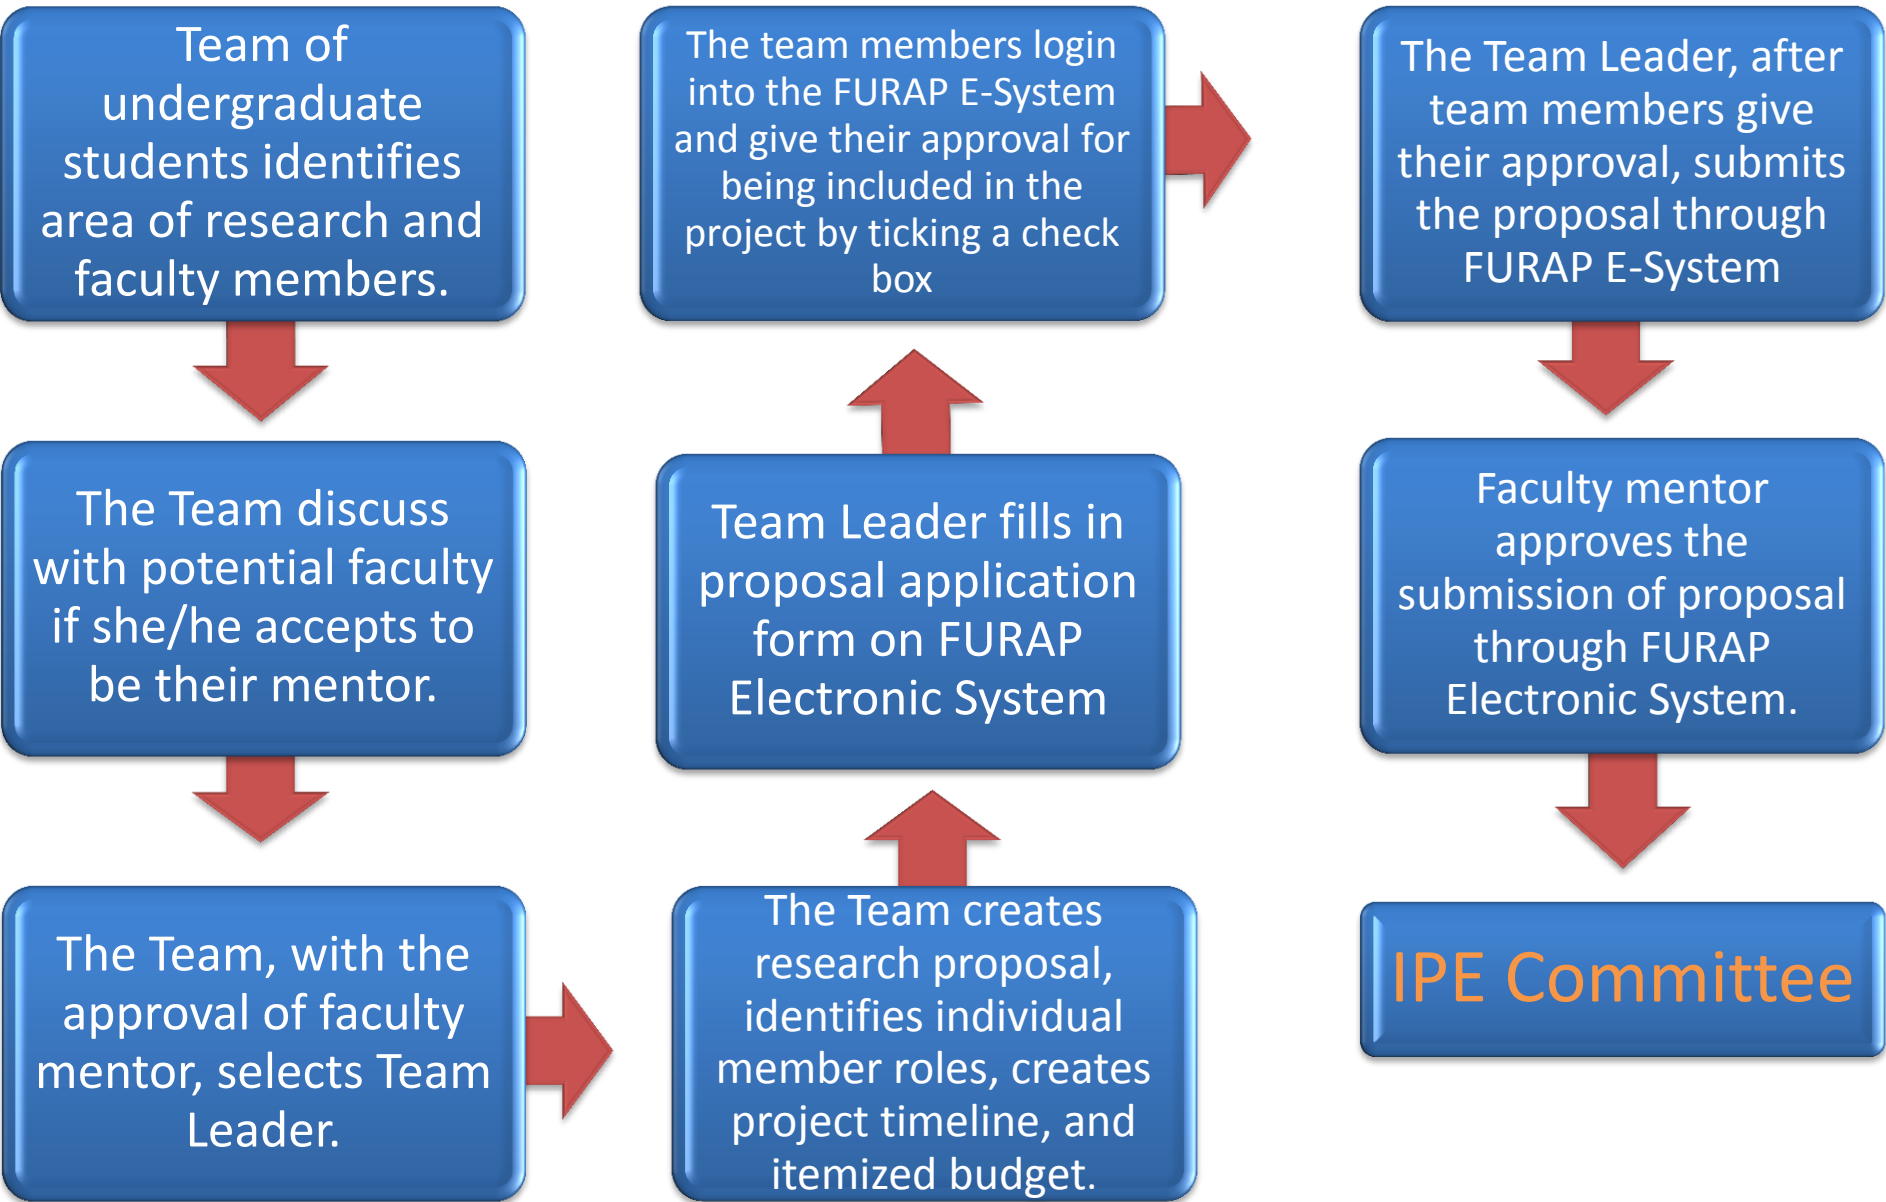 Team of
undergraduate
students identifies
area of research and
faculty members.
The Team discuss
with potential faculty
if she/he accepts to
be their mentor.
The Team, with the
approval of faculty
mentor, selects Team
Leader.
The Team creates
research proposal,
identifies individual
member roles, creates
project timeline, and
itemized budget.
Team Leader fills in
proposal application
form on FURAP
Electronic System
The team members login
into the FURAP E-System
and give their approval for
being included in the
project by ticking a check
box
The Team Leader, after
team members give
their approval, submits
the proposal through
FURAP E-System
Faculty mentor
approves the
submission of proposal
through FURAP
Electronic System.
IPE Committee